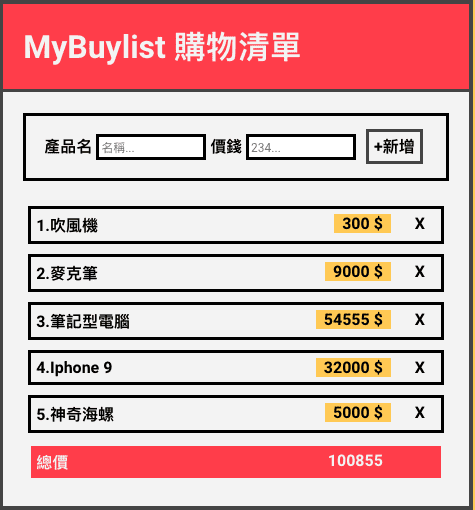 MyBuylist 購物清單
產品名 名稱... 價錢 234... +新增
1.吹風機 300 $ X
2.麥克筆 9000 $ X
3.筆記型電腦 54555 $ X
4.Iphone 9 32000 $ X
5.神奇海螺 5000 $ X
總價 100855